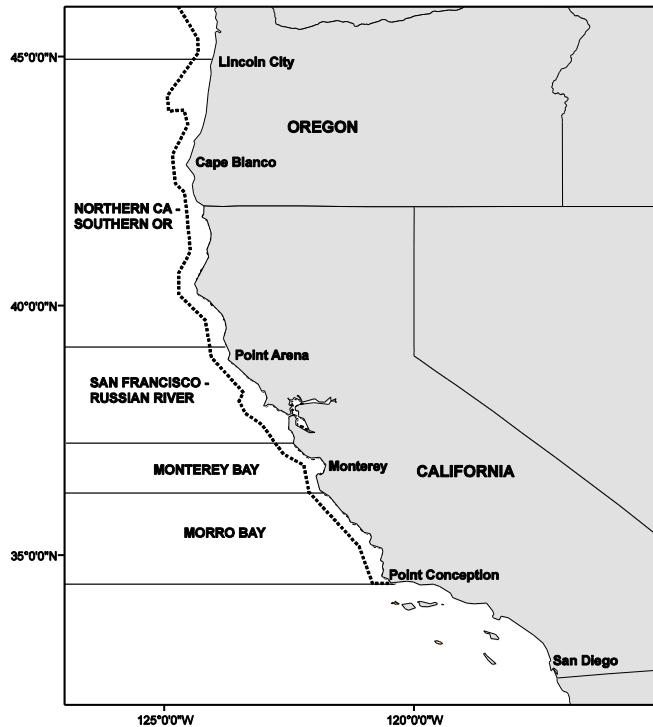 45°0'0"N
Lincoln City
OREGON
Cape Blanco
NORTHERN CA -
SOUTHERN OR
40°0'0"N
Point Arena
SAN FRANCISCO -
RUSSIAN RIVER
Monterey
MONTEREY BAY
CALIFORNIA
MORRO BAY
35°0'0"N
Point Conception
San Diego
125°0'0"W
120°0'0"W